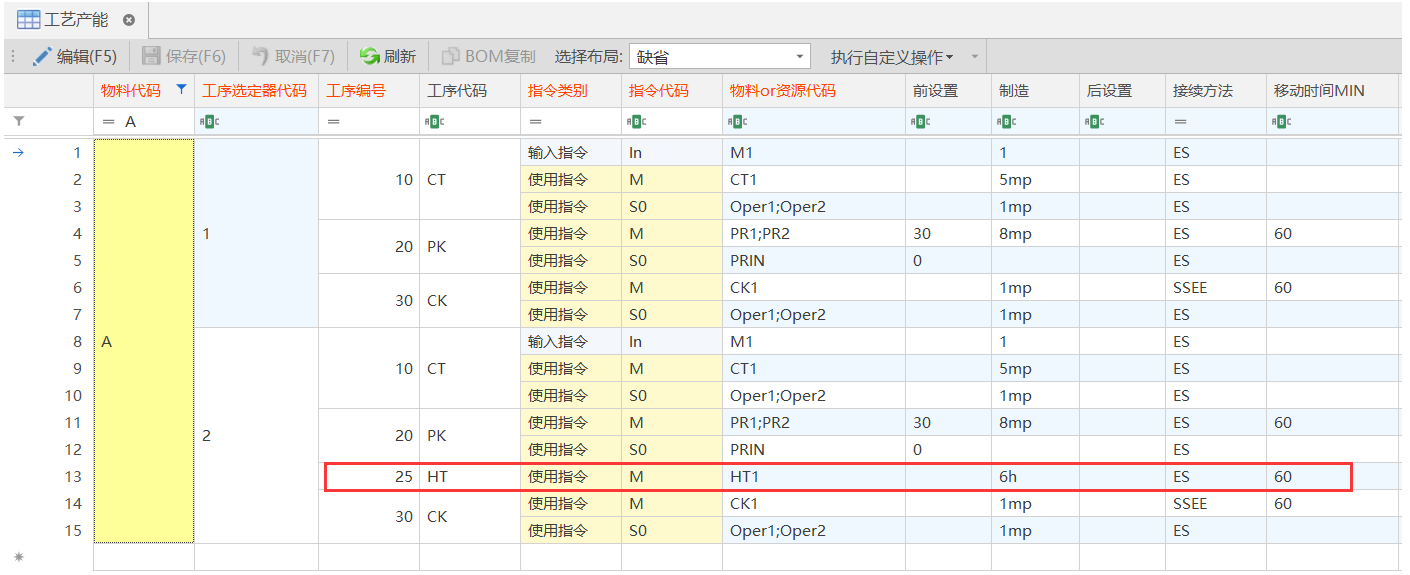 工艺产能
编辑(F5) 保存(F6) 取消(F7) 刷新 BOM复制 选择布局: 缺省 执行自定义操作
物料代码 工序选定器代码 工序编号 工序代码 指令类别 指令代码 物料or资源代码 前设置 制造 后设置 接续方法 移动时间MIN
= A ABC = ABC = ABC ABC ABC ABC ABC = ABC
1 输入指令 In M1 1 ES
2 10 CT 使用指令 M CT1 5mp ES
3 使用指令 S0 Oper1;Oper2 1mp ES
4 1 使用指令 M PR1;PR2 30 8mp ES 60
20 PK
5 使用指令 S0 PRIN 0 ES
6 使用指令 M CK1 1mp SSEE 60
30 CK
7 使用指令 S0 Oper1;Oper2 1mp ES
8 A 输入指令 In M1 1 ES
9 10 CT 使用指令 M CT1 5mp ES
10 使用指令 S0 Oper1;Oper2 1mp ES
11 使用指令 M PR1;PR2 30 8mp ES 60
2 20 PK
12 使用指令 S0 PRIN 0 ES
13 25 HT 使用指令 M HT1 6h ES 60
14 使用指令 M CK1 1mp SSEE 60
30 CK
15 使用指令 S0 Oper1;Oper2 1mp ES